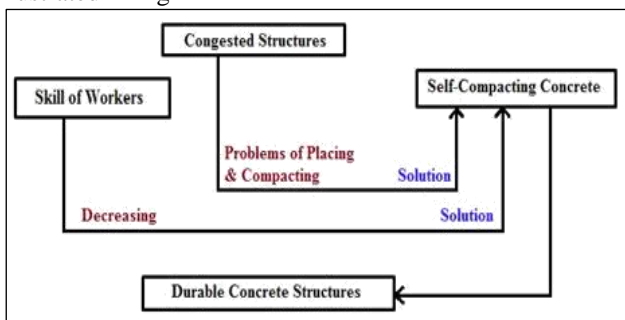 Congested Structures
Skill of Workers
Self-Compacting Concrete
Problems of Placing
& Compacting
Solution
Decreasing
Solution
Durable Concrete Structures